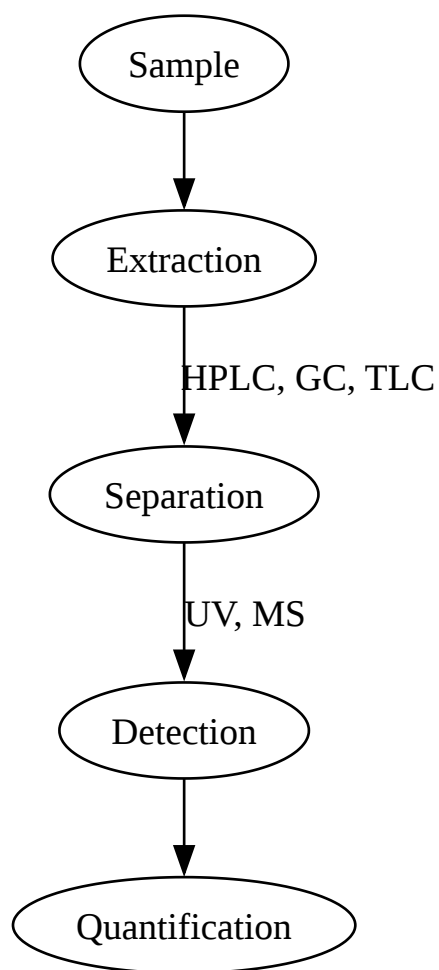 Sample
Extraction
HPLC, GC, TLC
Separation
UV, MS
Detection
Quantification